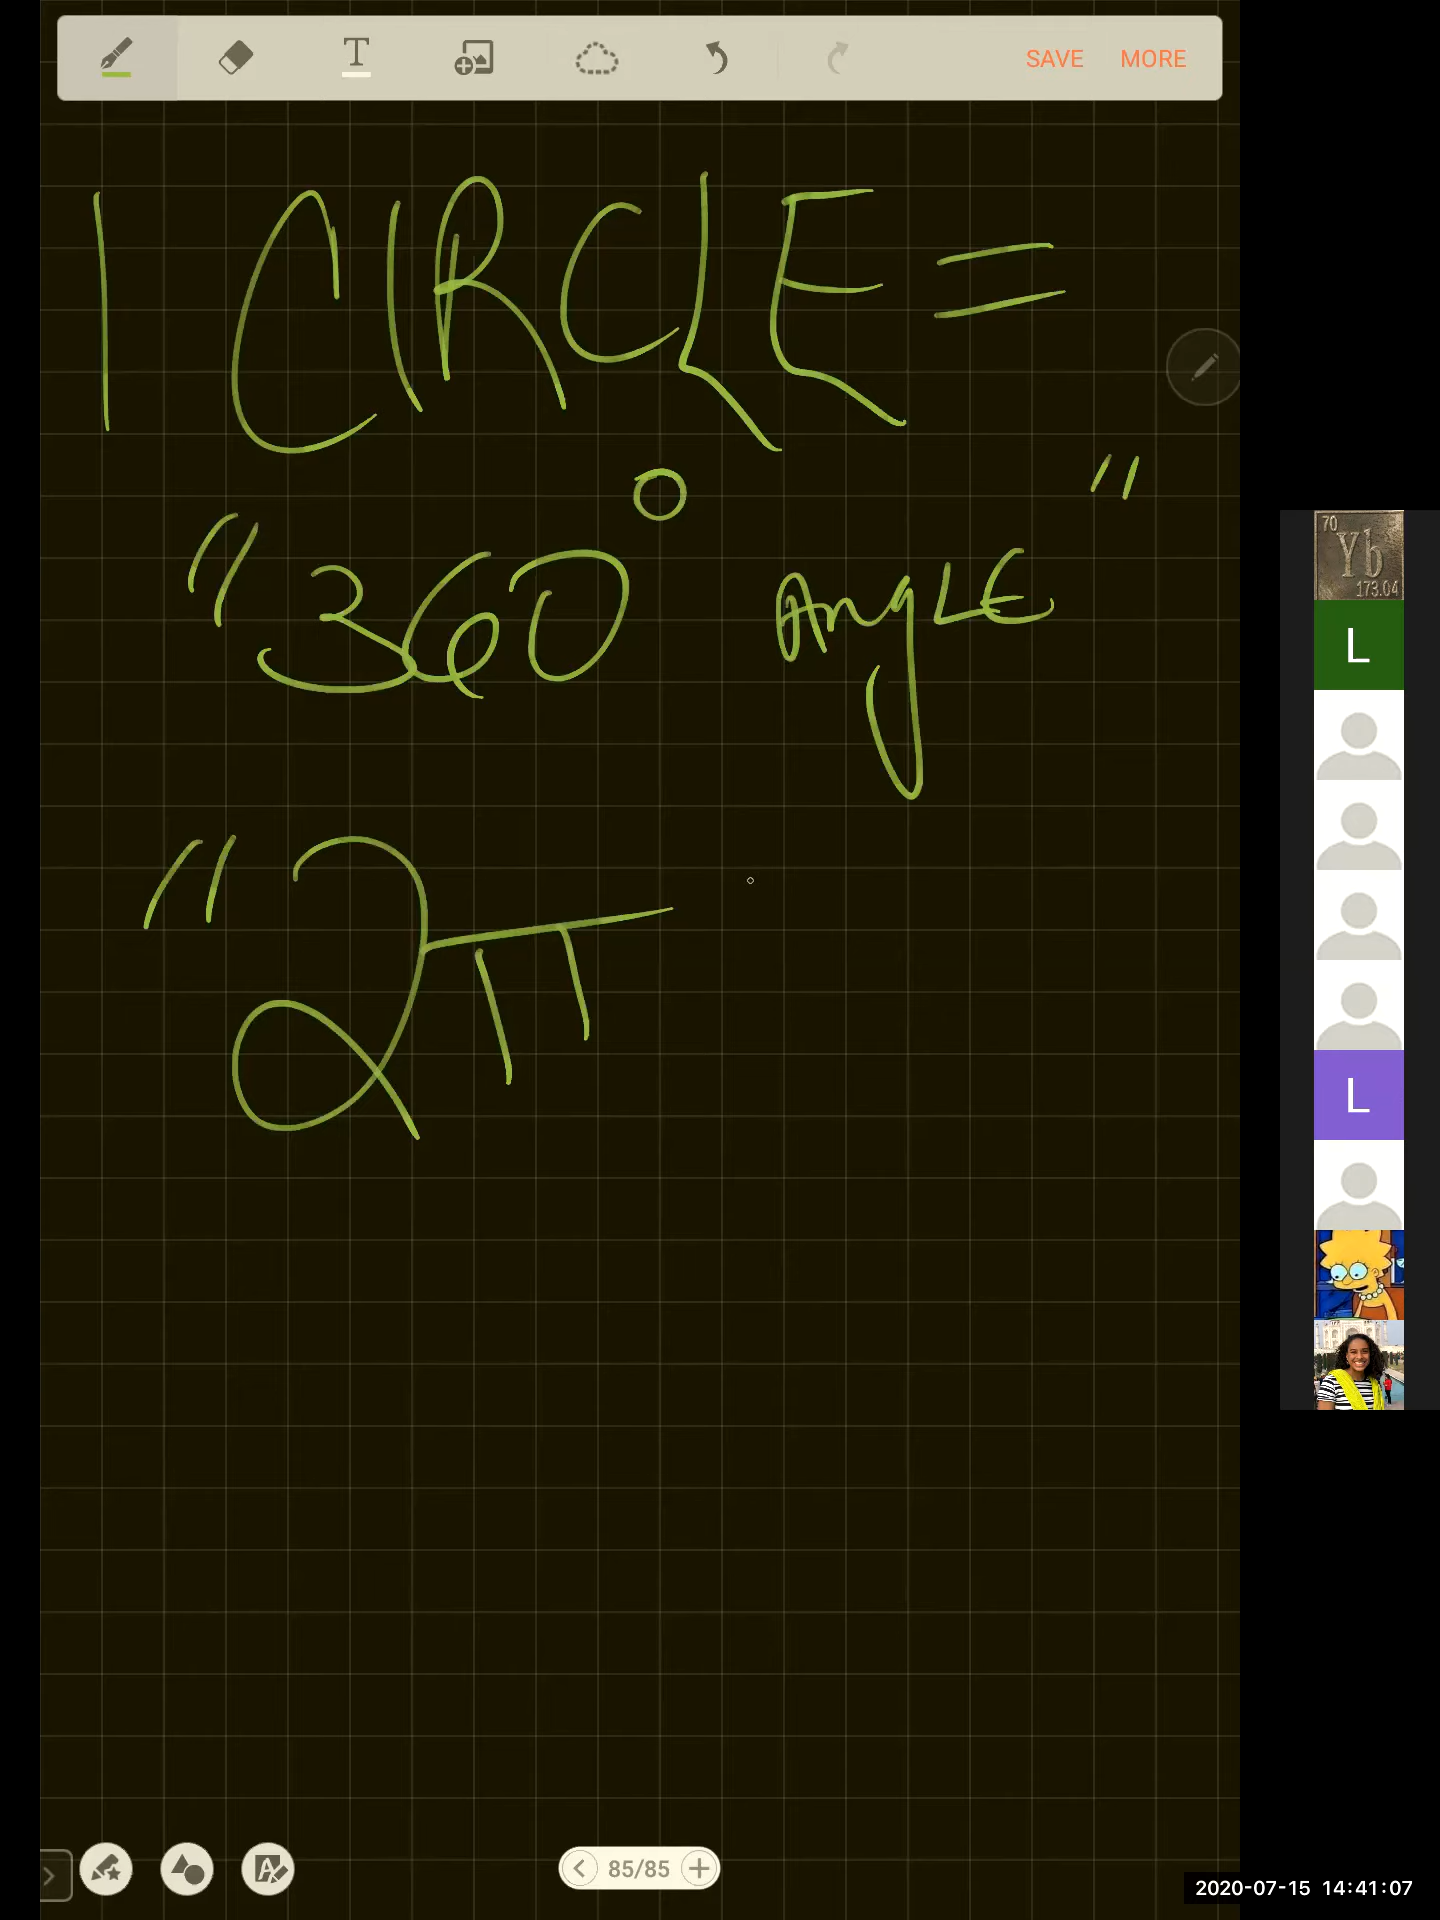 SAVE MORE
1 CIRCLE =
"360° AngLE"
"2π
70
Yb
173.04
L
L
85/85
2020-07-15 14:41:07